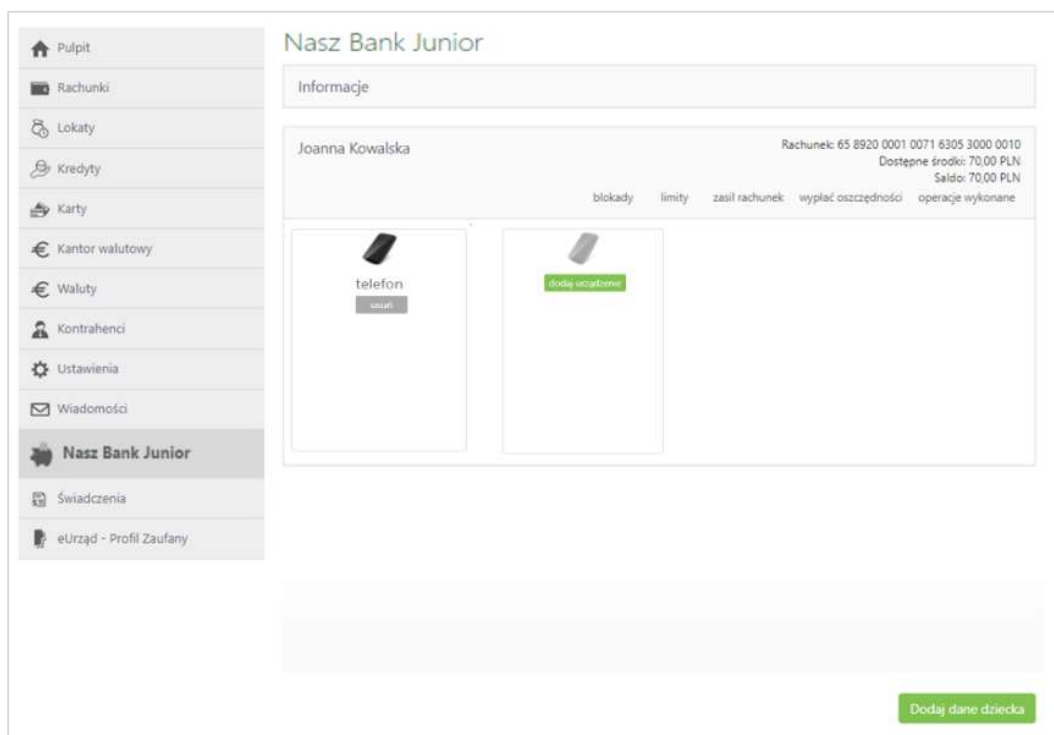 Pulpit
Rachunki
Lokaty
Kredyty
Karty
Kantor walutowy
Waluty
Kontrahenci
Ustawienia
Wiadomości
Nasz Bank Junior
Świadczenia
eUrząd - Profil Zaufany
Nasz Bank Junior
Informacje
Joanna Kowalska
Rachunek: 65 8920 0001 0071 6305 3000 0010
Dostępne środki: 70,00 PLN
Saldo: 70,00 PLN
blokady limity zasil rachunek wypłać oszczędności operacje wykonane
telefon
usuń
dodaj urządzenie
Dodaj dane dziecka